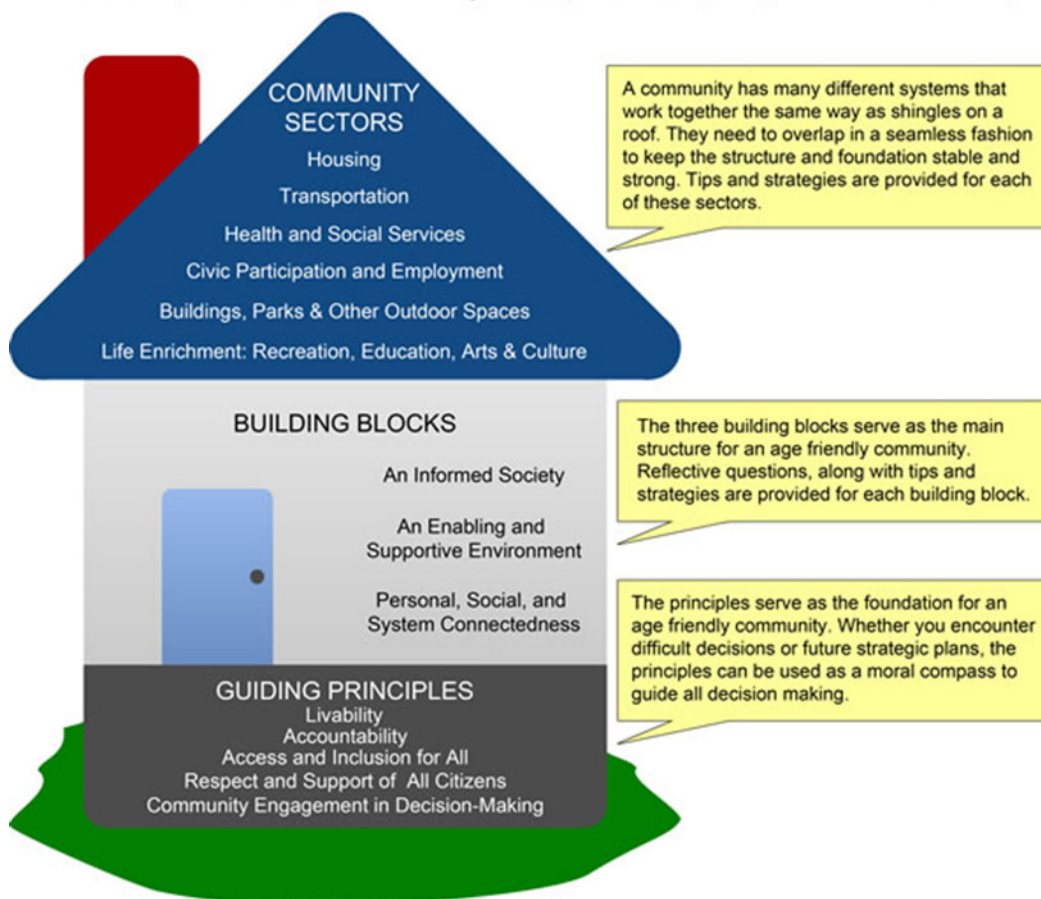 COMMUNITY
SECTORS
Housing
Transportation
Health and Social Services
Civic Participation and Employment
Buildings, Parks & Other Outdoor Spaces
Life Enrichment: Recreation, Education, Arts & Culture
A community has many different systems that
work together the same way as shingles on a
roof. They need to overlap in a seamless fashion
to keep the structure and foundation stable and
strong. Tips and strategies are provided for each
of these sectors.
BUILDING BLOCKS
An Informed Society
An Enabling and
Supportive Environment
Personal, Social, and
System Connectedness
The three building blocks serve as the main
structure for an age friendly community.
Reflective questions, along with tips and
strategies are provided for each building block.
GUIDING PRINCIPLES
Livability
Accountability
Access and Inclusion for All
Respect and Support of All Citizens
Community Engagement in Decision-Making
The principles serve as the foundation for an
age friendly community. Whether you encounter
difficult decisions or future strategic plans, the
principles can be used as a moral compass to
guide all decision making.